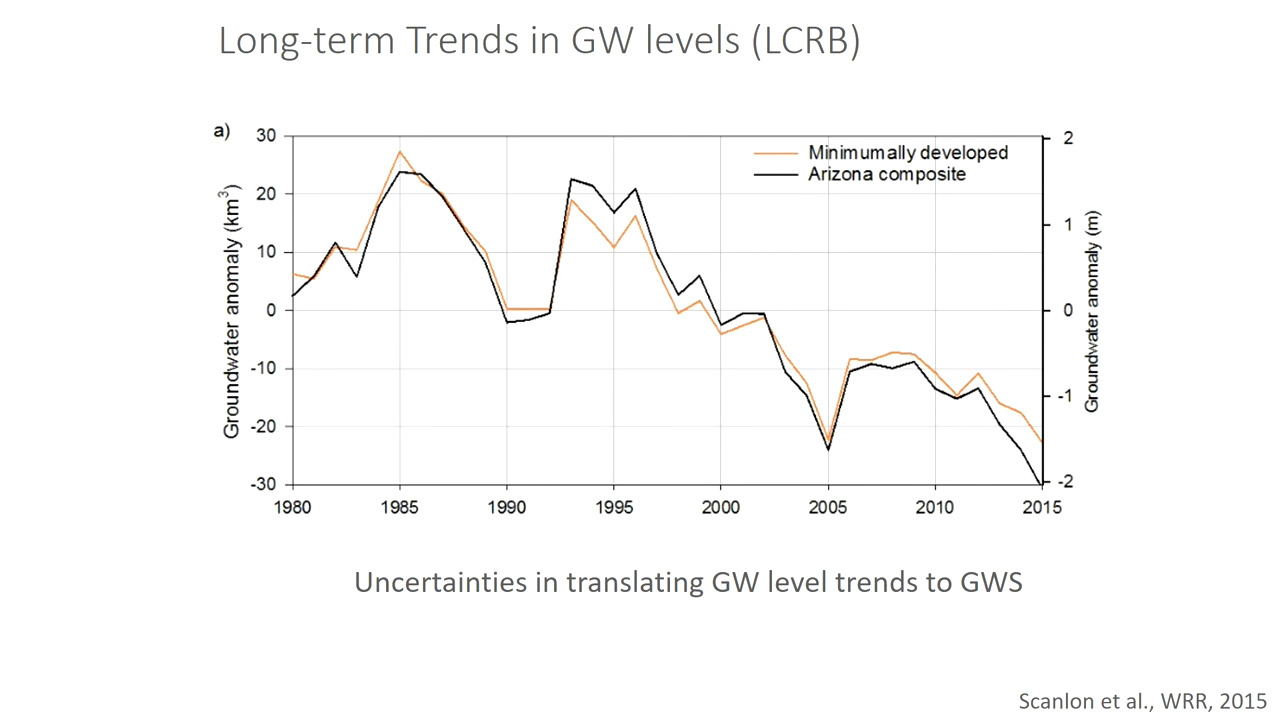 Long-term Trends in GW levels (LCRB)
a)
Groundwater anomaly (km³)
30
20
10
0
-10
-20
-30
Minimumally developed
Arizona composite
2
1
0
-1
-2
Groundwater anomaly (m)
1980 1985 1990 1995 2000 2005 2010 2015
Uncertainties in translating GW level trends to GWS
Scanlon et al., WRR, 2015